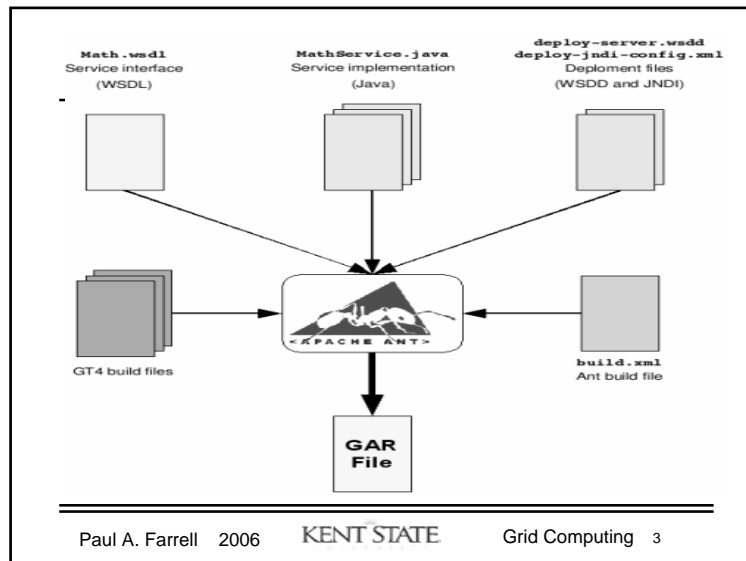 Math.wsdl
Service interface
(WSDL)
MathService.java
Service implementation
(Java)
deploy-server.wsdd
deploy-jndi-config.xml
Deploment files
(WSDD and JNDI)
GT4 build files
<APACHE ANT>
build.xml
Ant build file
GAR
File
Paul A. Farrell 2006
KENT STATE
Grid Computing 3